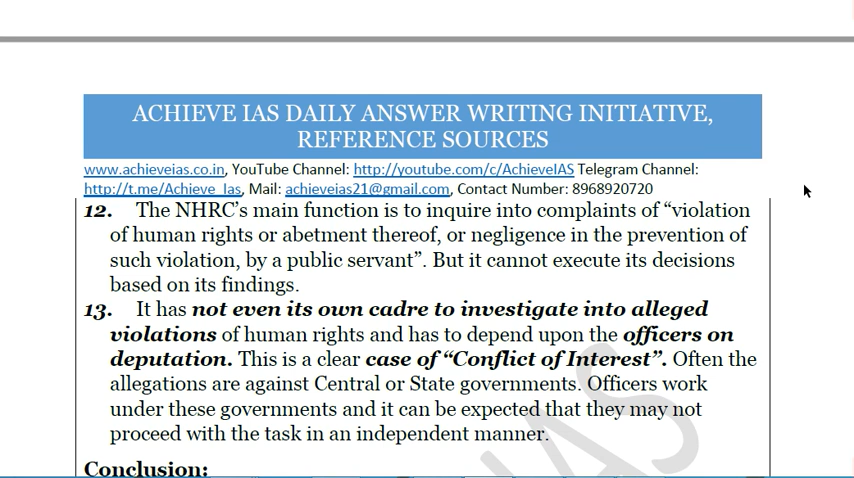 ACHIEVE IAS DAILY ANSWER WRITING INITIATIVE,
REFERENCE SOURCES
www.achieveias.co.in, YouTube Channel: http://youtube.com/c/AchieveIAS Telegram Channel:
http://t.me/Achieve_Ias, Mail: achieveias21@gmail.com, Contact Number: 8968920720
12. The NHRC’s main function is to inquire into complaints of “violation
of human rights or abetment thereof, or negligence in the prevention of
such violation, by a public servant”. But it cannot execute its decisions
based on its findings.
13. It has not even its own cadre to investigate into alleged
violations of human rights and has to depend upon the officers on
deputation. This is a clear case of “Conflict of Interest”. Often the
allegations are against Central or State governments. Officers work
under these governments and it can be expected that they may not
proceed with the task in an independent manner.
Conclusion:
IAS